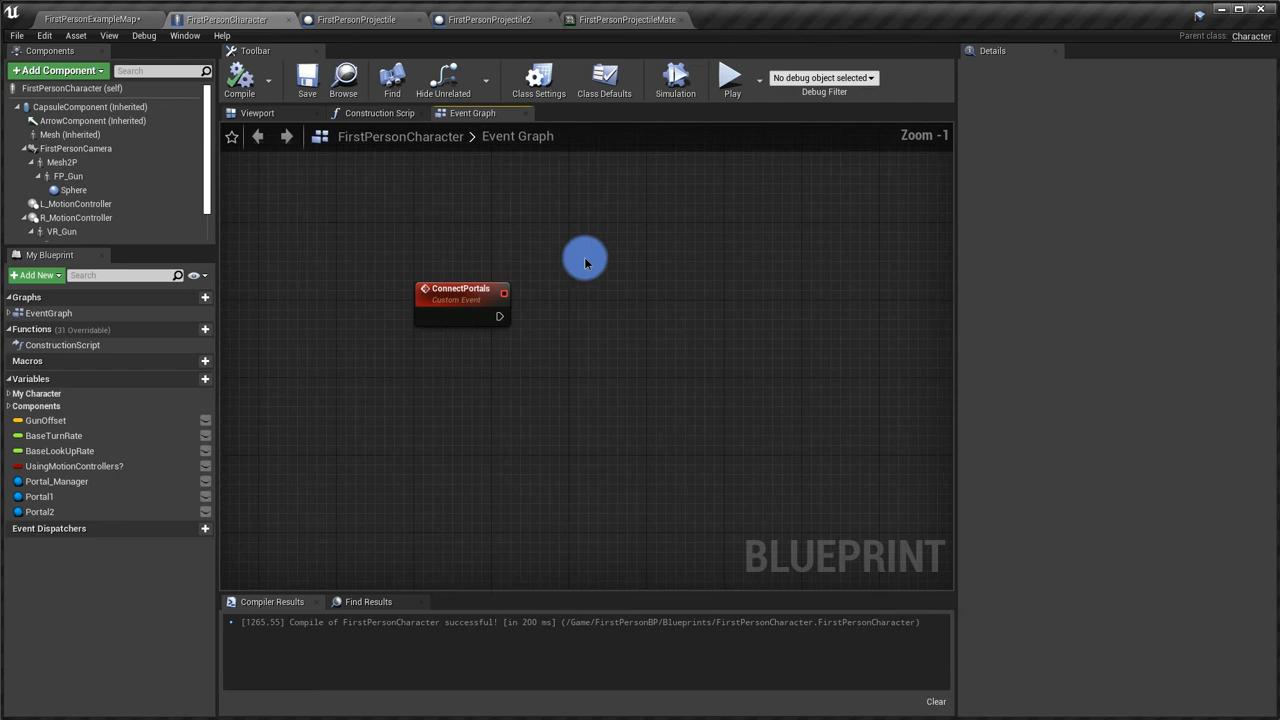 FirstPersonExampleMap*
FirstPersonCharacter
FirstPersonProjectile
FirstPersonProjectile2
FirstPersonProjectileMate
File Edit Asset View Debug Window Help
Parent class: Character
Components
Toolbar
Details
+ Add Component
Search
FirstPersonCharacter (self)
CapsuleComponent (Inherited)
ArrowComponent (Inherited)
Mesh (Inherited)
FirstPersonCamera
Mesh2P
FP_Gun
Sphere
L_MotionController
R_MotionController
VR_Gun
Compile
Save
Browse
Find
Hide Unrelated
Class Settings
Class Defaults
Simulation
Play
No debug object selected
Debug Filter
Viewport
Construction Scrip
Event Graph
FirstPersonCharacter > Event Graph
Zoom -1
ConnectPortals
Custom Event
BLUEPRINT
My Blueprint
+ Add New
Search
Graphs
EventGraph
Functions (31 Overridable)
ConstructionScript
Macros
Variables
My Character
Components
GunOffset
BaseTurnRate
BaseLookUpRate
UsingMotionControllers?
Portal_Manager
Portal1
Portal2
Event Dispatchers
Compiler Results
Find Results
[1265.55] Compile of FirstPersonCharacter successful! [in 200 ms] (/Game/FirstPersonBP/Blueprints/FirstPersonCharacter.FirstPersonCharacter)
Clear